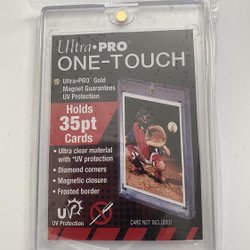 Ultra•PRO
ONE-TOUCH
Ultra•PRO® Gold
Magnet Guarantees
UV Protection
Holds
35pt
Cards
• Ultra clear material
with *UV protection
• Diamond corners
• Magnetic closure
• Frosted border
UV
UV Protection
CARD NOT INCLUDED